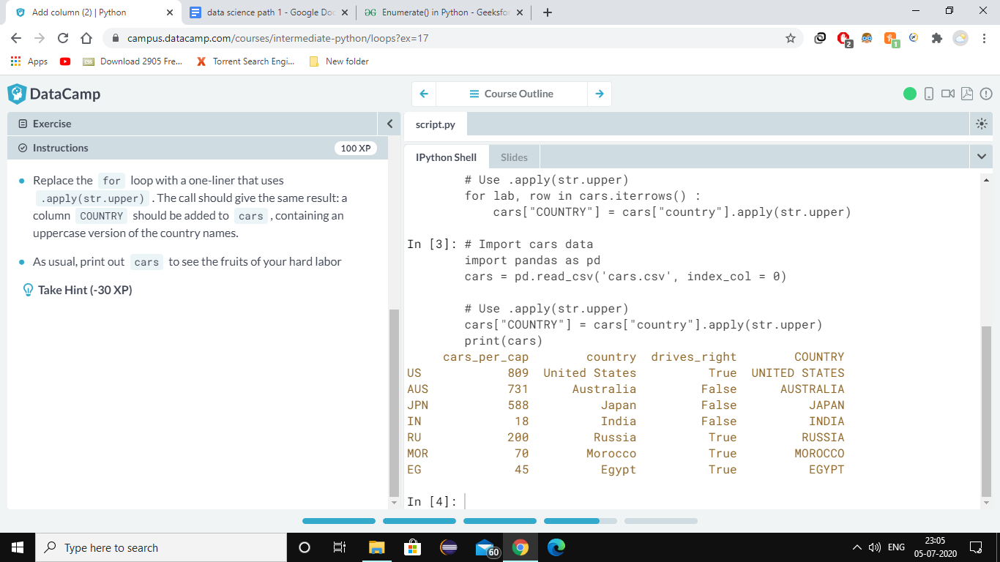 Add column (2) | Python
data science path 1 - Google Doc
Enumerate() in Python - Geeksfor
campus.datacamp.com/courses/intermediate-python/loops?ex=17
2
1
Apps
Download 2905 Fre...
Torrent Search Engi...
New folder
DataCamp
Course Outline
Exercise
Instructions
100 XP
Replace the for loop with a one-liner that uses
.apply(str.upper) . The call should give the same result: a
column COUNTRY should be added to cars , containing an
uppercase version of the country names.
As usual, print out cars to see the fruits of your hard labor
Take Hint (-30 XP)
script.py
IPython Shell
Slides
# Use .apply(str.upper)
for lab, row in cars.iterrows() :
cars["COUNTRY"] = cars["country"].apply(str.upper)
In [3]: # Import cars data
import pandas as pd
cars = pd.read_csv('cars.csv', index_col = 0)
# Use .apply(str.upper)
cars["COUNTRY"] = cars["country"].apply(str.upper)
print(cars)
cars_per_cap country drives_right COUNTRY
US 809 United States True UNITED STATES
AUS 731 Australia False AUSTRALIA
JPN 588 Japan False JAPAN
IN 18 India False INDIA
RU 200 Russia True RUSSIA
MOR 70 Morocco True MOROCCO
EG 45 Egypt True EGYPT
In [4]:
Type here to search
60
ENG
23:05
05-07-2020